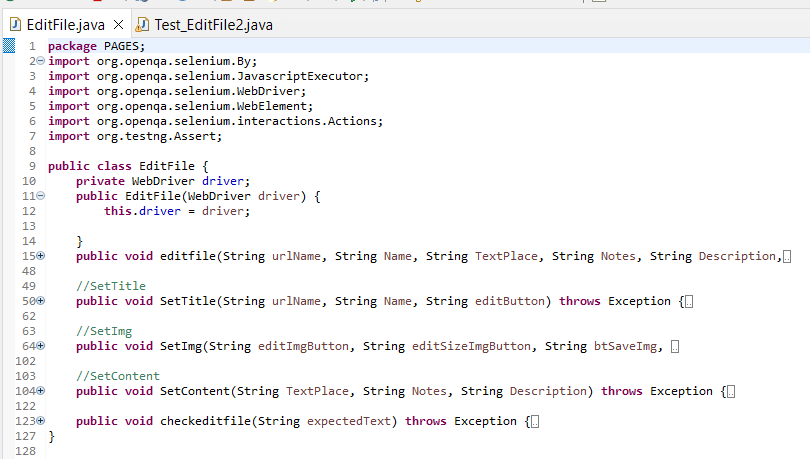 EditFile.java Test_EditFile2.java
1 package PAGES;
2 import org.openqa.selenium.By;
3 import org.openqa.selenium.JavascriptExecutor;
4 import org.openqa.selenium.WebDriver;
5 import org.openqa.selenium.WebElement;
6 import org.openqa.selenium.interactions.Actions;
7 import org.testng.Assert;
8
9 public class EditFile {
10 private WebDriver driver;
11 public EditFile(WebDriver driver) {
12 this.driver = driver;
13
14 }
15 public void editfile(String urlName, String Name, String TextPlace, String Notes, String Description,
48
49 //SetTitle
50 public void SetTitle(String urlName, String Name, String editButton) throws Exception {
62
63 //SetImg
64 public void SetImg(String editImgButton, String editSizeImgButton, String btSaveImg,
102
103 //SetContent
104 public void SetContent(String TextPlace, String Notes, String Description) throws Exception {
122
123 public void checkeditfile(String expectedText) throws Exception {
127 }
128